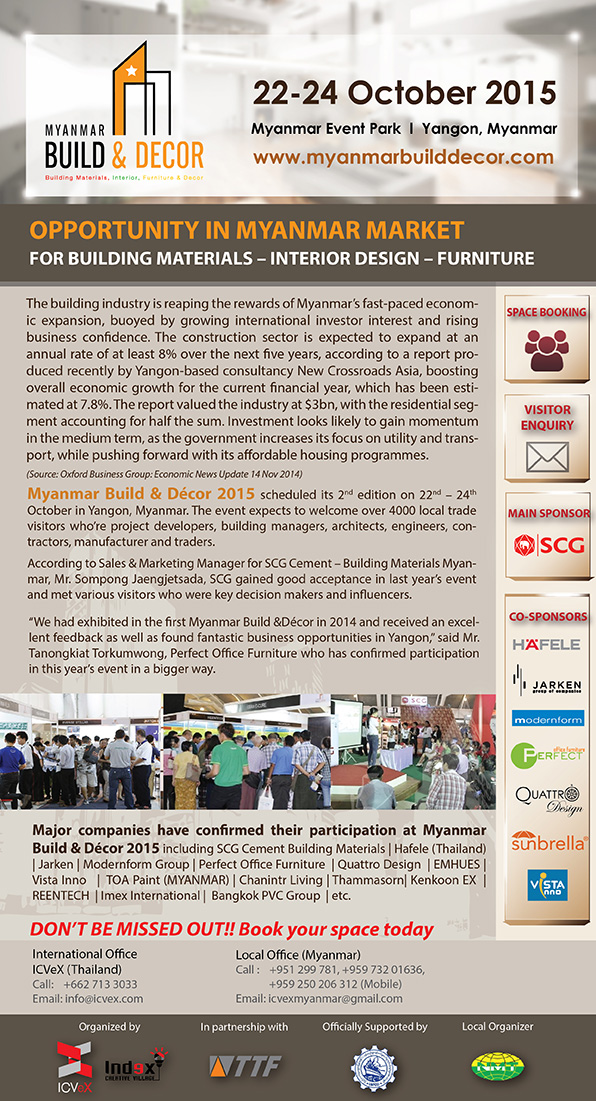 MYANMAR
BUILD & DECOR
Building Materials, Interior, Furniture & Decor
22-24 October 2015
Myanmar Event Park I Yangon, Myanmar
www.myanmarbuilddecor.com
OPPORTUNITY IN MYANMAR MARKET
FOR BUILDING MATERIALS – INTERIOR DESIGN – FURNITURE
The building industry is reaping the rewards of Myanmar's fast-paced econom-
ic expansion, buoyed by growing international investor interest and rising
business confidence. The construction sector is expected to expand at an
annual rate of at least 8% over the next five years, according to a report pro-
duced recently by Yangon-based consultancy New Crossroads Asia, boosting
overall economic growth for the current financial year, which has been esti-
mated at 7.8%. The report valued the industry at $3bn, with the residential seg-
ment accounting for half the sum. Investment looks likely to gain momentum
in the medium term, as the government increases its focus on utility and trans-
port, while pushing forward with its affordable housing programmes.
(Source: Oxford Business Group: Economic News Update 14 Nov 2014)
Myanmar Build & Décor 2015 scheduled its 2nd edition on 22nd – 24th
October in Yangon, Myanmar. The event expects to welcome over 4000 local trade
visitors who're project developers, building managers, architects, engineers, con-
tractors, manufacturer and traders.
According to Sales & Marketing Manager for SCG Cement – Building Materials Myan-
mar, Mr. Sompong Jaengjetsada, SCG gained good acceptance in last year's event
and met various visitors who were key decision makers and influencers.
"We had exhibited in the first Myanmar Build &Décor in 2014 and received an excel-
lent feedback as well as found fantastic business opportunities in Yangon," said Mr.
Tanongkiat Torkumwong, Perfect Office Furniture who has confirmed participation
in this year's event in a bigger way.
SCG
Major companies have confirmed their participation at Myanmar
Build & Décor 2015 including SCG Cement Building Materials | Hafele (Thailand)
| Jarken | Modernform Group | Perfect Office Furniture | Quattro Design | EMHUES |
Vista Inno | TOA Paint (MYANMAR) | Chanintr Living | Thammasorn| Kenkoon EX |
REENTECH | Imex International | Bangkok PVC Group | etc.
DON'T BE MISSED OUT!! Book your space today
International Office
ICVeX (Thailand)
Call: +662 713 3033
Email: info@icvex.com
Local Office (Myanmar)
Call : +951 299 781, +959 732 01636,
+959 250 206 312 (Mobile)
Email: icvexmyanmar@gmail.com
SPACE BOOKING
VISITOR
ENQUIRY
MAIN SPONSOR
SCG
CO-SPONSORS
HÄFELE
JARKEN
group of companies
modernform
office furniture
PERFECT
QUATTRO
Design
sunbrella®
VISTA
inno
Organized by
In partnership with
Officially Supported by
Local Organizer
ICVeX
Index
CREATIVE VILLAGE
TTF